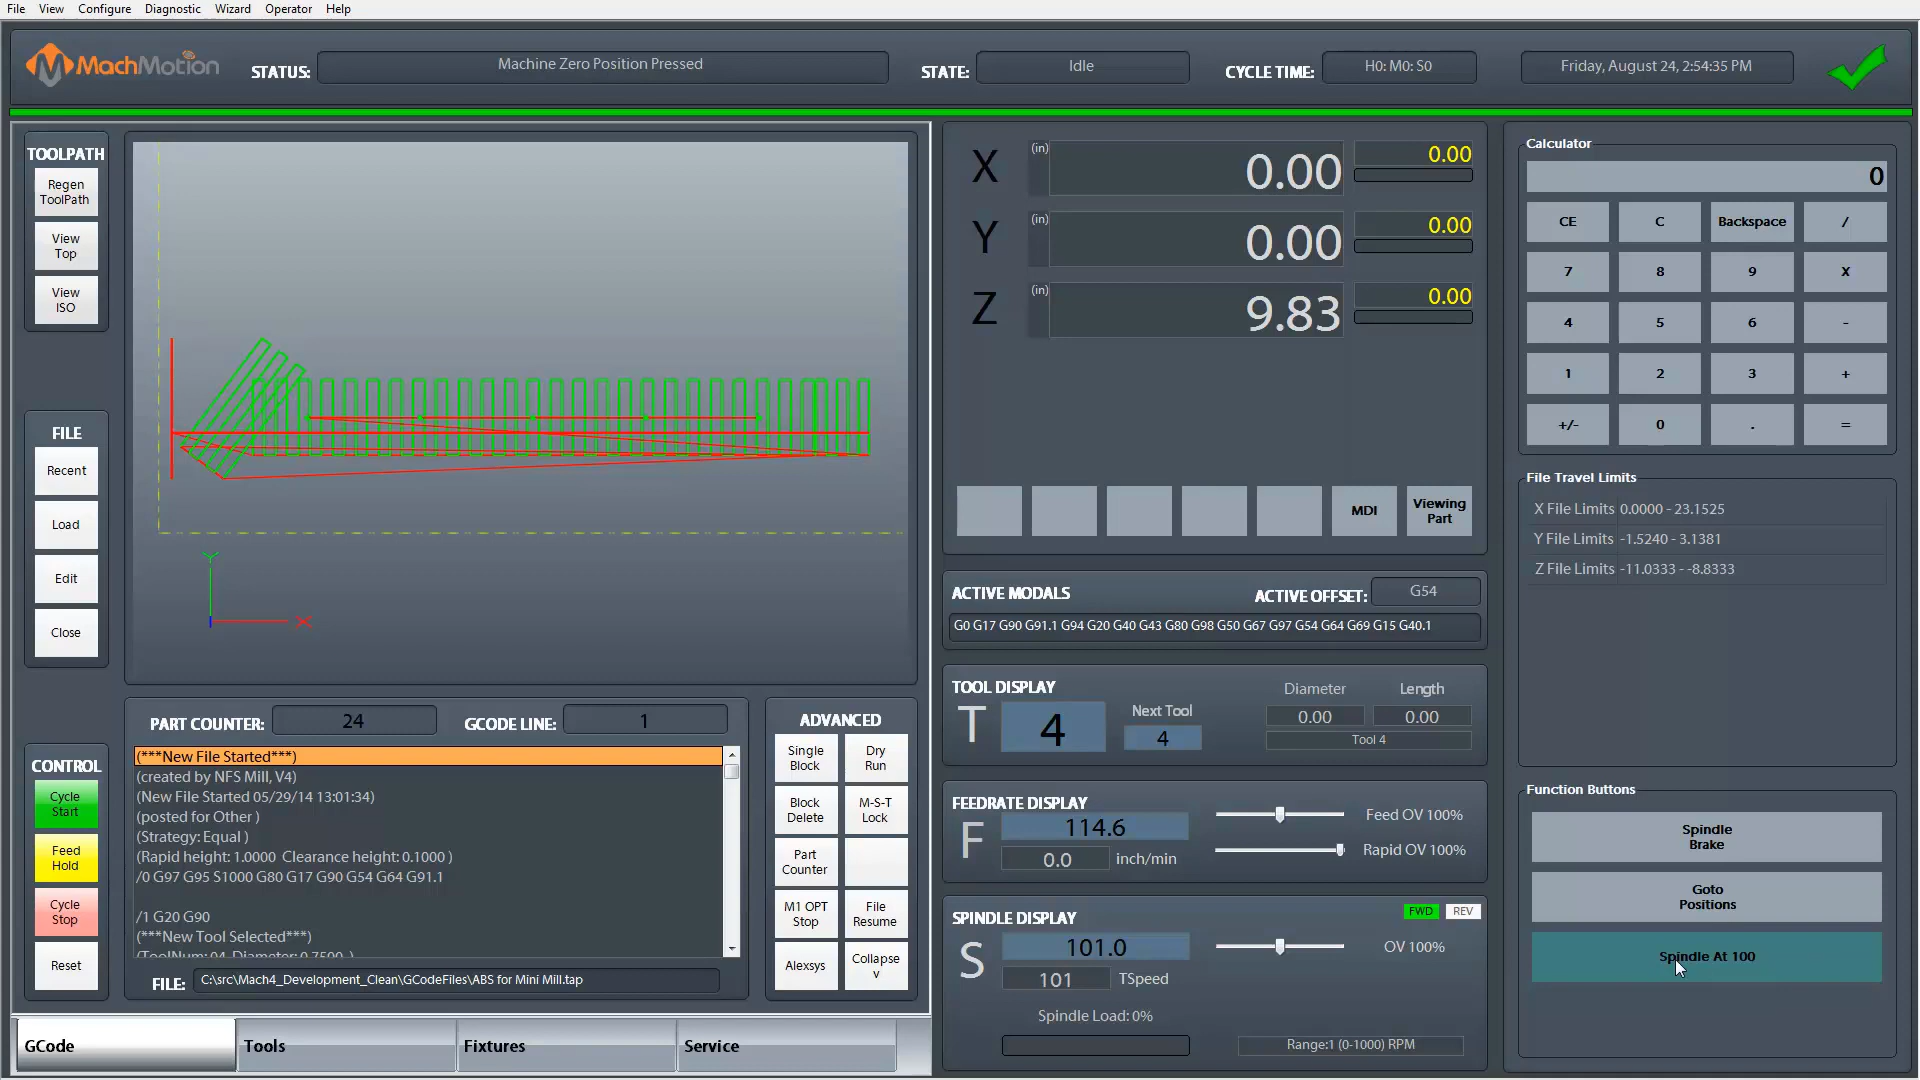 File View Configure Diagnostic Wizard Operator Help
MachMotion
STATUS: Machine Zero Position Pressed
STATE: Idle
CYCLE TIME: H0: M0: S0
Friday, August 24, 2:54:35 PM
TOOLPATH
Regen
ToolPath
View
Top
View
ISO
FILE
Recent
Load
Edit
Close
CONTROL
Cycle
Start
Feed
Hold
Cycle
Stop
Reset
Y
X
PART COUNTER: 24
GCODE LINE: 1
(***New File Started***)
(created by NFS Mill, V4)
(New File Started 05/29/14 13:01:34)
(posted for Other )
(Strategy: Equal )
(Rapid height: 1.0000 Clearance height: 0.1000 )
/0 G97 G95 S1000 G80 G17 G90 G54 G64 G91.1
/1 G20 G90
(***New Tool Selected***)
(ToolNum: 04 Diameter: 0.7500 )
FILE: C:\src\Mach4_Development_Clean\GCodeFiles\ABS for Mini Mill.tap
ADVANCED
Single
Block
Dry
Run
Block
Delete
M-S-T
Lock
Part
Counter
M1 OPT
Stop
File
Resume
Alexsys
Collapse
v
GCode
Tools
Fixtures
Service
X (in) 0.00 0.00
Y (in) 0.00 0.00
Z (in) 9.83 0.00
MDI
Viewing
Part
ACTIVE MODALS
ACTIVE OFFSET: G54
G0 G17 G90 G91.1 G94 G20 G40 G43 G80 G98 G50 G67 G97 G54 G64 G69 G15 G40.1
TOOL DISPLAY
T 4
Next Tool
4
Diameter
0.00
Length
0.00
Tool 4
FEEDRATE DISPLAY
F 114.6
0.0 inch/min
Feed OV 100%
Rapid OV 100%
SPINDLE DISPLAY
FWD REV
S 101.0
101 TSpeed
OV 100%
Spindle Load: 0%
Range:1 (0-1000) RPM
Calculator
0
CE C Backspace /
7 8 9 X
4 5 6 -
1 2 3 +
+/- 0 . =
File Travel Limits
X File Limits 0.0000 - 23.1525
Y File Limits -1.5240 - 3.1381
Z File Limits -11.0333 - -8.8333
Function Buttons
Spindle
Brake
Goto
Positions
Spindle At 100